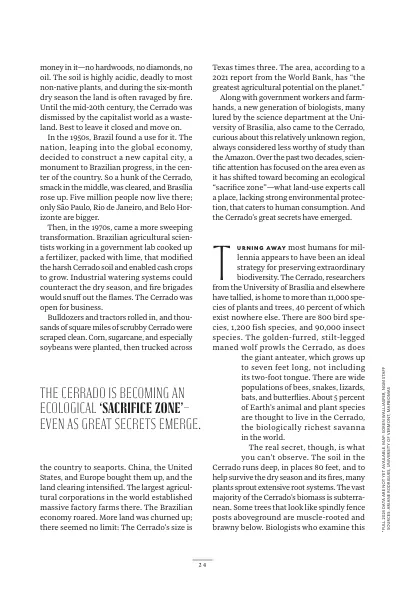 money in it—no hardwoods, no diamonds, no
oil. The soil is highly acidic, deadly to most
non-native plants, and during the six-month
dry season the land is often ravaged by fire.
Until the mid-20th century, the Cerrado was
dismissed by the capitalist world as a waste-
land. Best to leave it closed and move on.
In the 1950s, Brazil found a use for it. The
nation, leaping into the global economy,
decided to construct a new capital city, a
monument to Brazilian progress, in the cen-
ter of the country. So a hunk of the Cerrado,
smack in the middle, was cleared, and Brasília
rose up. Five million people now live there;
only São Paulo, Rio de Janeiro, and Belo Hor-
izonte are bigger.
Then, in the 1970s, came a more sweeping
transformation. Brazilian agricultural scien-
tists working in a government lab cooked up
a fertilizer, packed with lime, that modified
the harsh Cerrado soil and enabled cash crops
to grow. Industrial watering systems could
counteract the dry season, and fire brigades
would snuff out the flames. The Cerrado was
open for business.
Bulldozers and tractors rolled in, and thou-
sands of square miles of scrubby Cerrado were
scraped clean. Corn, sugarcane, and especially
soybeans were planted, then trucked across
THE CERRADO IS BECOMING AN
ECOLOGICAL ‘SACRIFICE ZONE’—
EVEN AS GREAT SECRETS EMERGE.
the country to seaports. China, the United
States, and Europe bought them up, and the
land clearing intensified. The largest agricul-
tural corporations in the world established
massive factory farms there. The Brazilian
economy roared. More land was churned up;
there seemed no limit: The Cerrado’s size is
Texas times three. The area, according to a
2021 report from the World Bank, has “the
greatest agricultural potential on the planet.”
Along with government workers and farm-
hands, a new generation of biologists, many
lured by the science department at the Uni-
versity of Brasília, also came to the Cerrado,
curious about this relatively unknown region,
always considered less worthy of study than
the Amazon. Over the past two decades, scien-
tific attention has focused on the area even as
it has shifted toward becoming an ecological
“sacrifice zone”—what land-use experts call
a place, lacking strong environmental protec-
tion, that caters to human consumption. And
the Cerrado’s great secrets have emerged.
TURNING AWAY most humans for mil-
lennia appears to have been an ideal
strategy for preserving extraordinary
biodiversity. The Cerrado, researchers
from the University of Brasília and elsewhere
have tallied, is home to more than 11,000 spe-
cies of plants and trees, 40 percent of which
exist nowhere else. There are 800 bird spe-
cies, 1,200 fish species, and 90,000 insect
species. The golden-furred, stilt-legged
maned wolf prowls the Cerrado, as does
the giant anteater, which grows up
to seven feet long, not including
its two-foot tongue. There are wide
populations of bees, snakes, lizards,
bats, and butterflies. About 5 percent
of Earth’s animal and plant species
are thought to live in the Cerrado,
the biologically richest savanna
in the world.
The real secret, though, is what
you can’t observe. The soil in the
Cerrado runs deep, in places 80 feet, and to
help survive the dry season and its fires, many
plants sprout extensive root systems. The vast
majority of the Cerrado’s biomass is subterra-
nean. Some trees that look like spindly fence
posts aboveground are muscle-rooted and
brawny below. Biologists who examine this
24